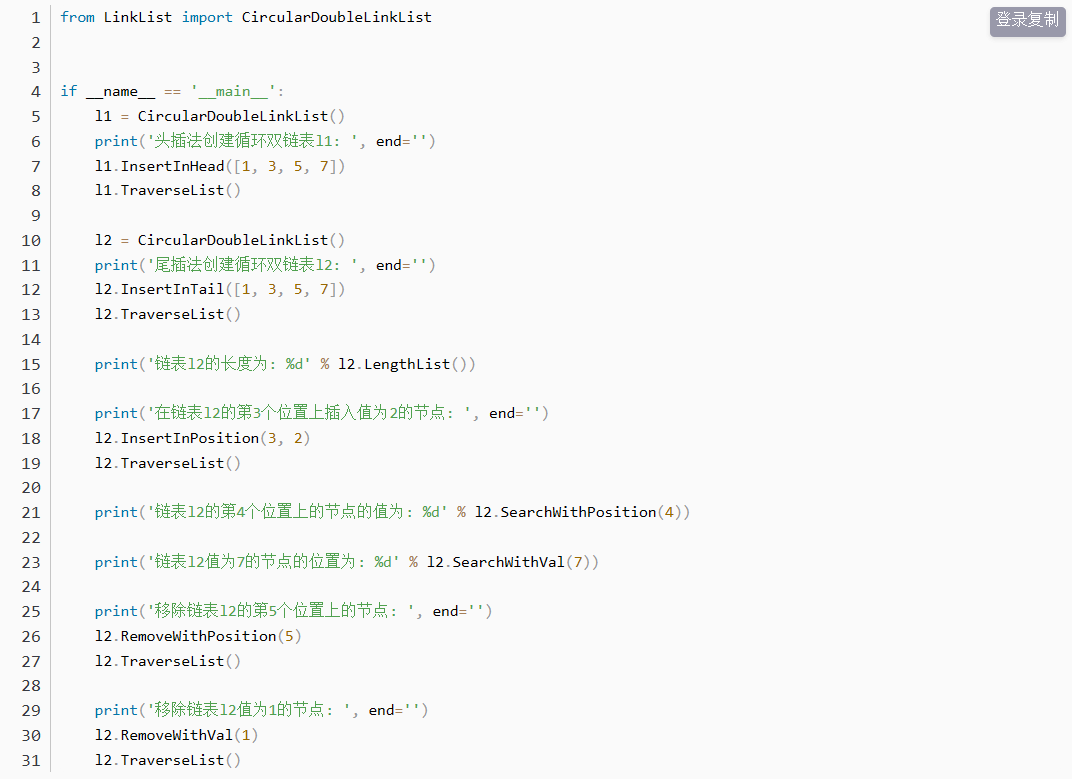 登录复制
1 from LinkList import CircularDoubleLinkList
2
3
4 if __name__ == '__main__':
5     l1 = CircularDoubleLinkList()
6     print('头插法创建循环双链表l1: ', end='')
7     l1.InsertInHead([1, 3, 5, 7])
8     l1.TraverseList()
9
10     l2 = CircularDoubleLinkList()
11     print('尾插法创建循环双链表l2: ', end='')
12     l2.InsertInTail([1, 3, 5, 7])
13     l2.TraverseList()
14
15     print('链表l2的长度为: %d' % l2.LengthList())
16
17     print('在链表l2的第3个位置上插入值为2的节点: ', end='')
18     l2.InsertInPosition(3, 2)
19     l2.TraverseList()
20
21     print('链表l2的第4个位置上的节点的值为: %d' % l2.SearchWithPosition(4))
22
23     print('链表l2值为7的节点的位置为: %d' % l2.SearchWithVal(7))
24
25     print('移除链表l2的第5个位置上的节点: ', end='')
26     l2.RemoveWithPosition(5)
27     l2.TraverseList()
28
29     print('移除链表l2值为1的节点: ', end='')
30     l2.RemoveWithVal(1)
31     l2.TraverseList()